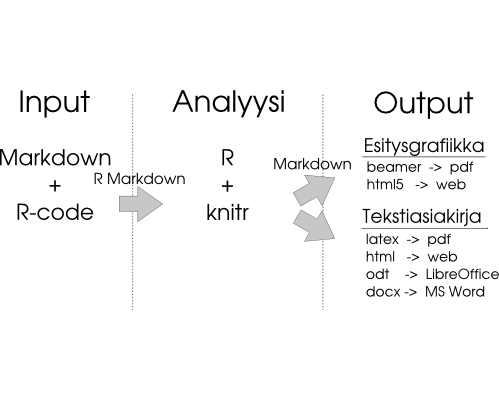 Input
Analyysi
Output
Markdown
+
R-code
R Markdown
R
+
knitr
Markdown
Esitysgrafiikka
beamer -> pdf
html5 -> web
Tekstiasiakirja
latex -> pdf
html -> web
odt -> LibreOffice
docx -> MS Word